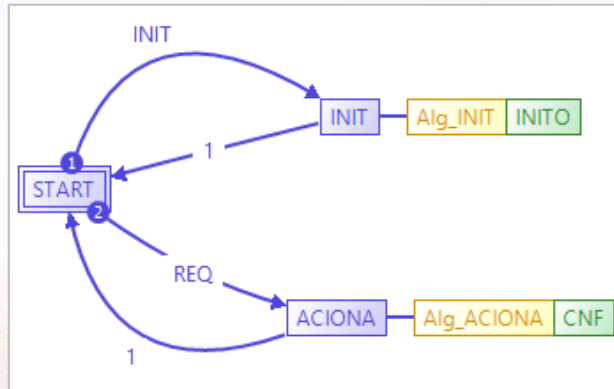 INIT
INIT Alg_INIT INITO
1
1
START
2
REQ
ACIONA Alg_ACIONA CNF
1